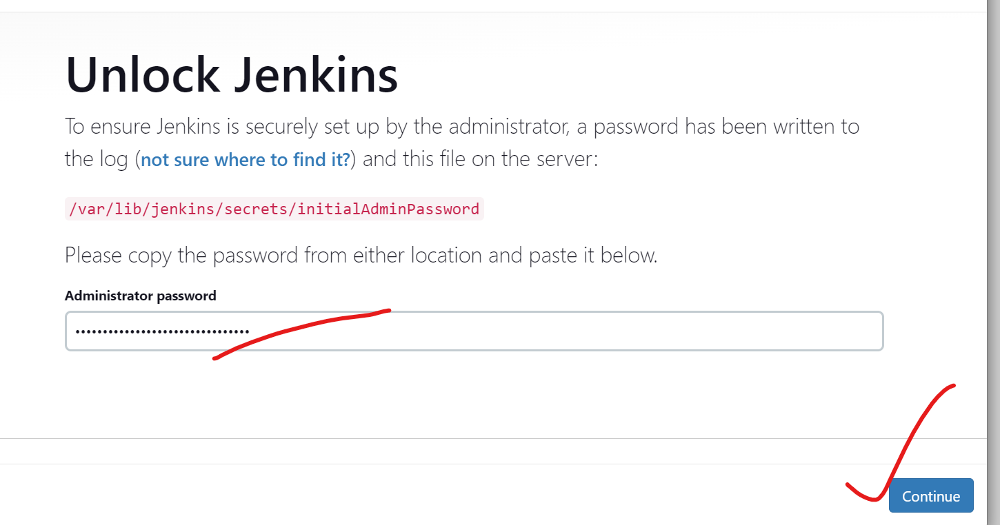 Unlock Jenkins
To ensure Jenkins is securely set up by the administrator, a password has been written to
the log (not sure where to find it?) and this file on the server:
/var/lib/jenkins/secrets/initialAdminPassword
Please copy the password from either location and paste it below.
Administrator password
••••••••••••••••••••••••••••••••
Continue